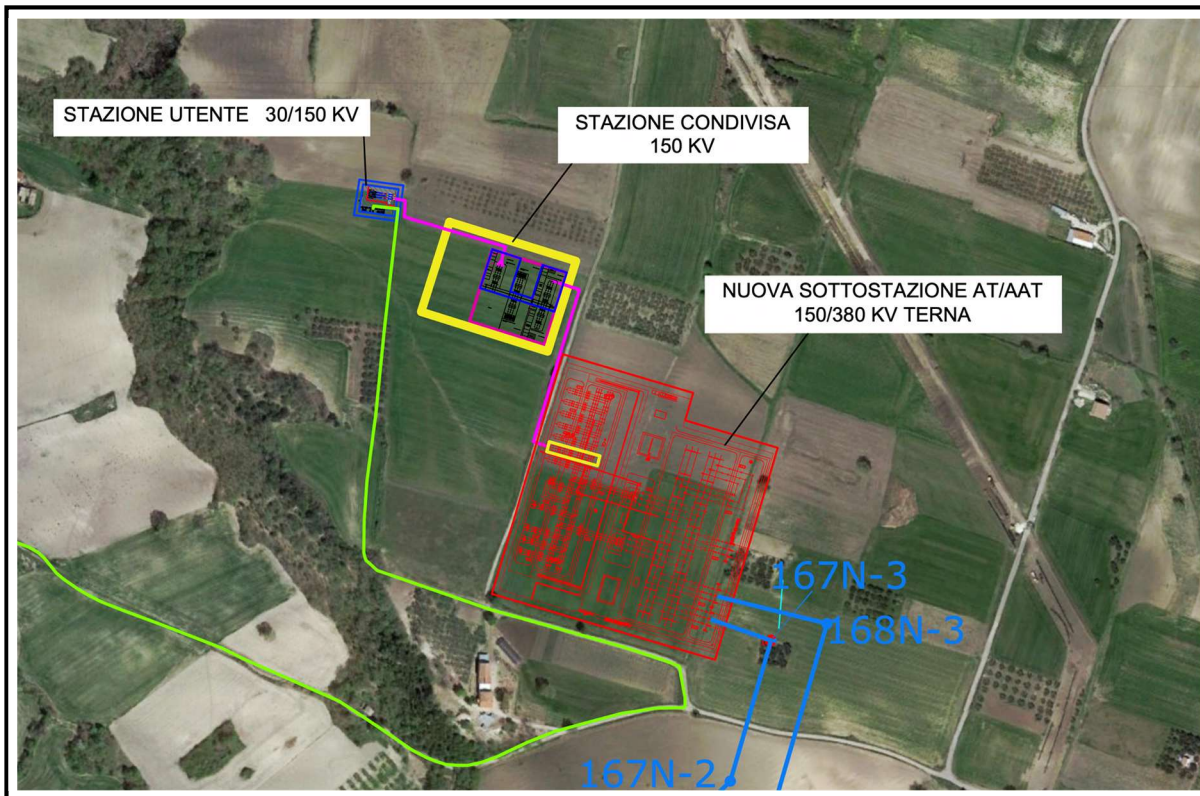 STAZIONE UTENTE 30/150 KV
STAZIONE CONDIVISA
150 KV
NUOVA SOTTOSTAZIONE AT/AAT
150/380 KV TERNA
167N-3
168N-3
167N-2